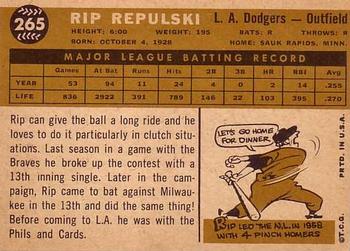 265
RIP REPULSKI
L. A. Dodgers — Outfield
HEIGHT: 6:00 WEIGHT: 195 BATS: R THROWS: R
BORN: OCTOBER 4, 1928 HOME: SAUK RAPIDS, MINN.
MAJOR LEAGUE BATTING RECORD
Games At Bat Runs Hits 2B 3B HR RBI Avg.
YEAR 53 94 11 24 4 0 2 14 .255
LIFE 836 2922 391 789 146 22 103 395 .270
Rip can give the ball a long ride and he
loves to do it particularly in clutch situ-
ations. Last season in a game with the
Braves he broke up the contest with a
13th inning single. Later in the cam-
paign, Rip came to bat against Milwau-
kee in the 13th and did the same thing!
Before coming to L.A. he was with the
Phils and Cards.
LET'S GO HOME
FOR DINNER
RIP LED THE N.L. IN 1958
WITH 4 PINCH HOMERS
©T.C.G. PRTD. IN U.S.A.